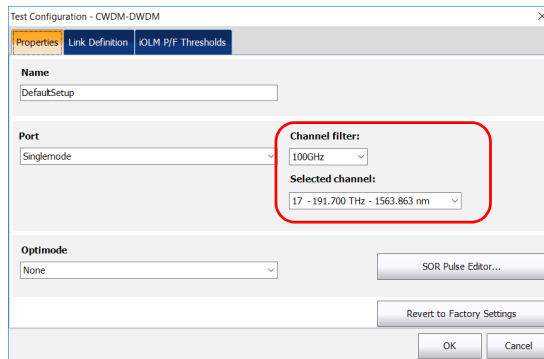 Test Configuration - CWDM-DWDM
Properties Link Definition iOLM P/F Thresholds
Name
DefaultSetup
Port
Singlemode
Channel filter:
100GHz
Selected channel:
17 - 191.700 THz - 1563.863 nm
Optimode
None
SOR Pulse Editor...
Revert to Factory Settings
OK Cancel